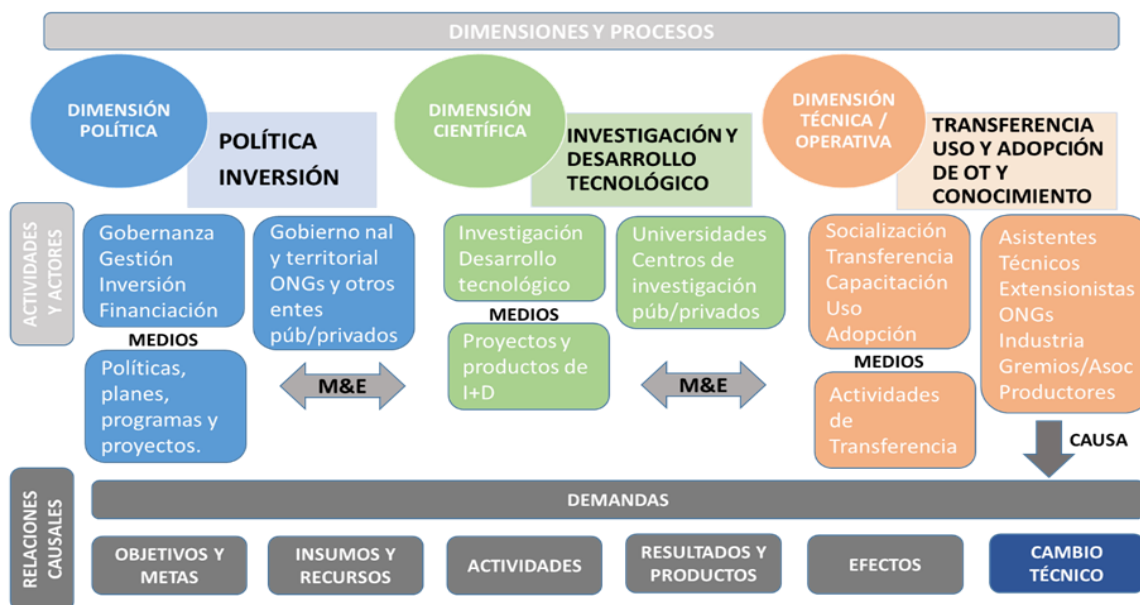 DIMENSIONES Y PROCESOS
DIMENSIÓN
POLÍTICA
POLÍTICA
INVERSIÓN
DIMENSIÓN
CIENTÍFICA
INVESTIGACIÓN Y
DESARROLLO
TECNOLÓGICO
DIMENSIÓN
TÉCNICA /
OPERATIVA
TRANSFERENCIA
USO Y ADOPCIÓN
DE OT Y
CONOCIMIENTO
ACTIVIDADES
Y ACTORES
Gobernanza
Gestión
Inversión
Financiación
MEDIOS
Políticas,
planes,
programas y
proyectos.
Gobierno nal
y territorial
ONGs y otros
entes
púb/privados
M&E
Investigación
Desarrollo
tecnológico
MEDIOS
Proyectos y
productos de
I+D
Universidades
Centros de
investigación
púb/privados
M&E
Socialización
Transferencia
Capacitación
Uso
Adopción
MEDIOS
Actividades
de
Transferencia
Asistentes
Técnicos
Extensionistas
ONGs
Industria
Gremios/Asoc
Productores
CAUSA
RELACIONES
CAUSALES
DEMANDAS
OBJETIVOS Y
METAS
INSUMOS Y
RECURSOS
ACTIVIDADES
RESULTADOS Y
PRODUCTOS
EFECTOS
CAMBIO
TÉCNICO